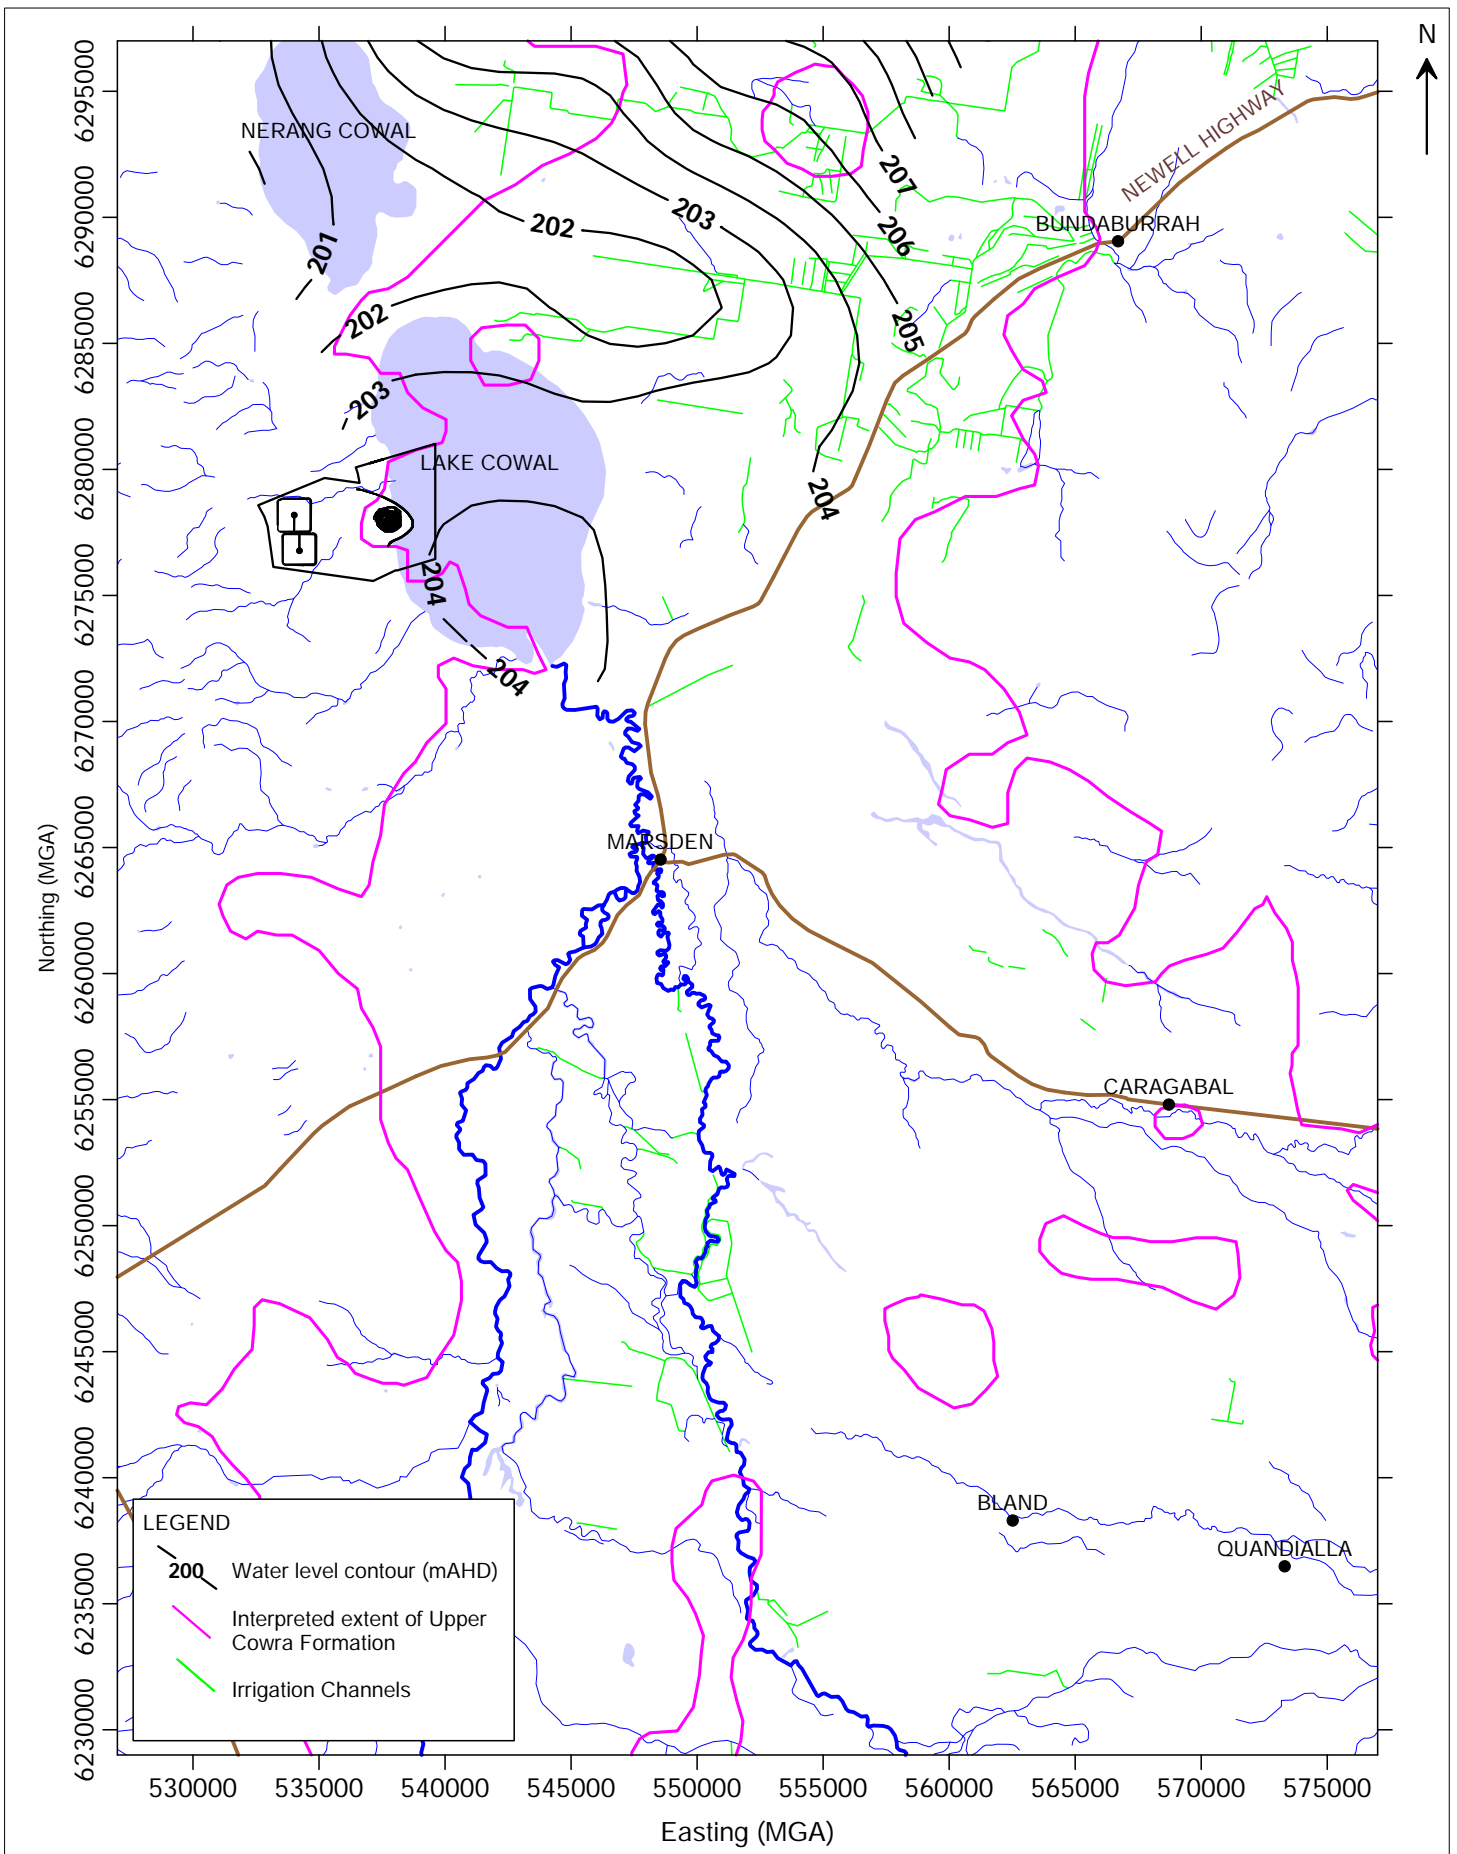 N
6295000
6290000
6285000
6280000
6275000
6270000
6265000
6260000
6255000
6250000
6245000
6240000
6235000
6230000
Northing (MGA)
NERANG COWAL
NEWELL HIGHWAY
207
203
202
206
BUNDABURRAH
201
202
205
203
LAKE COWAL
204
204
204
MARSDEN
CARAGABAL
BLAND
QUANDIALLA
LEGEND
200
Water level contour (mAHD)
Interpreted extent of Upper
Cowra Formation
Irrigation Channels
530000
535000
540000
545000
550000
555000
560000
565000
570000
575000
Easting (MGA)